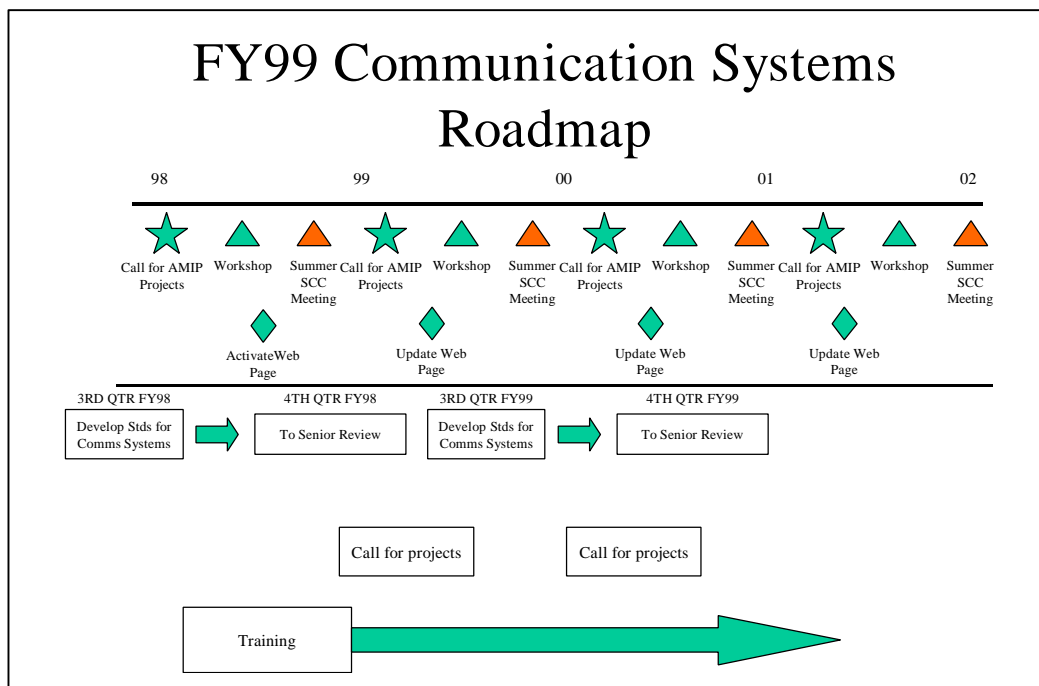 FY99 Communication Systems
Roadmap
98 99 00 01 02
Call for AMIP
Projects
Workshop
Summer
SCC
Meeting
Call for AMIP
Projects
Workshop
Summer
SCC
Meeting
Call for AMIP
Projects
Workshop
Summer
SCC
Meeting
Call for AMIP
Projects
Workshop
Summer
SCC
Meeting
ActivateWeb
Page
Update Web
Page
Update Web
Page
Update Web
Page
3RD QTR FY98
Develop Stds for
Comms Systems
4TH QTR FY98
To Senior Review
3RD QTR FY99
Develop Stds for
Comms Systems
4TH QTR FY99
To Senior Review
Call for projects
Call for projects
Training